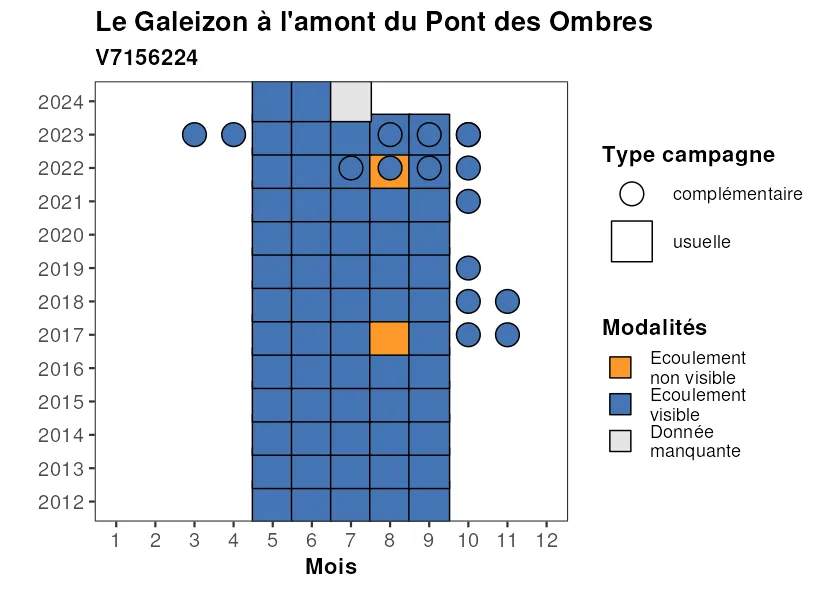 Le Galeizon à l'amont du Pont des Ombres
V7156224
2024
2023
2022
2021
2020
2019
2018
2017
2016
2015
2014
2013
2012
1 2 3 4 5 6 7 8 9 10 11 12
Mois
Type campagne
complémentaire
usuelle
Modalités
Ecoulement
non visible
Ecoulement
visible
Donnée
manquante